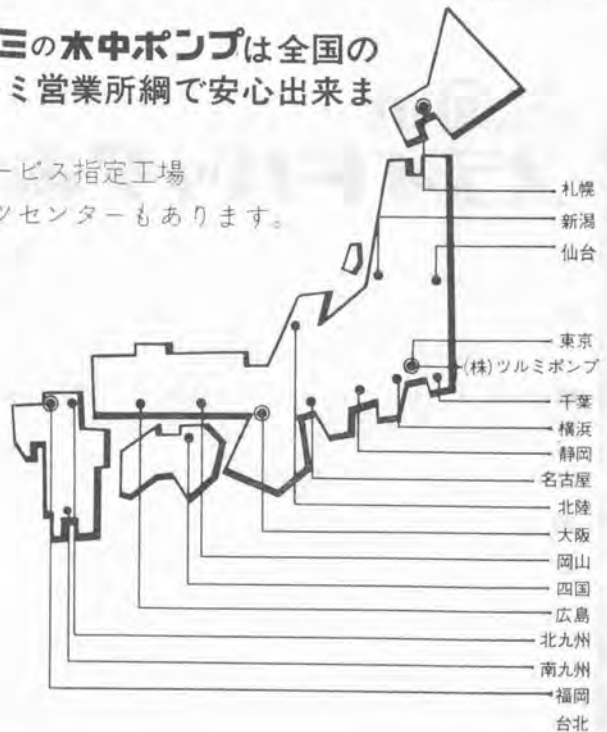 ミの水中ポンプは全国の
ミ営業所綱で安心出来ま
ービス指定工場
ツセンターもあります。
札幌
新潟
仙台
東京
(株)ツルミポンプ
千葉
横浜
静岡
名古屋
北陸
大阪
岡山
四国
広島
北九州
南九州
福岡
台北